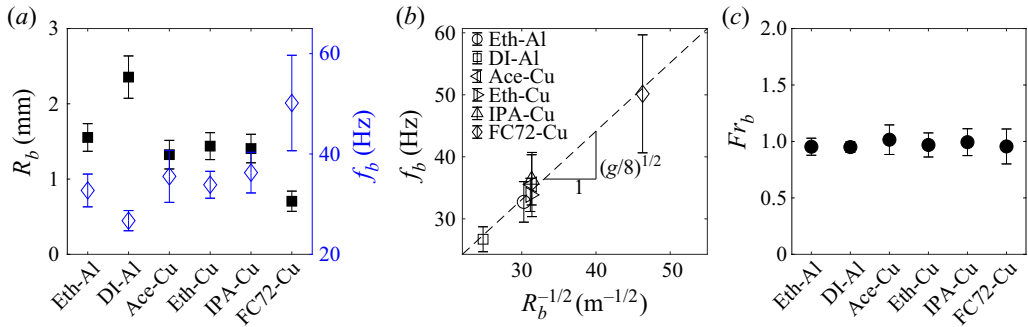 (a)
3
2
1
0
R_b (mm)
60
40
20
f_b (Hz)
Eth-Al
DI-Al
Ace-Cu
Eth-Cu
IPA-Cu
FC72-Cu
(b)
60
50
40
30
f_b (Hz)
Eth-Al
DI-Al
Ace-Cu
Eth-Cu
IPA-Cu
FC72-Cu
(g/8)^{1/2}
1
30
40
50
R_b^{−1/2} (m^{−1/2})
(c)
2.0
1.5
1.0
0.5
0
Fr_b
Eth-Al
DI-Al
Ace-Cu
Eth-Cu
IPA-Cu
FC72-Cu